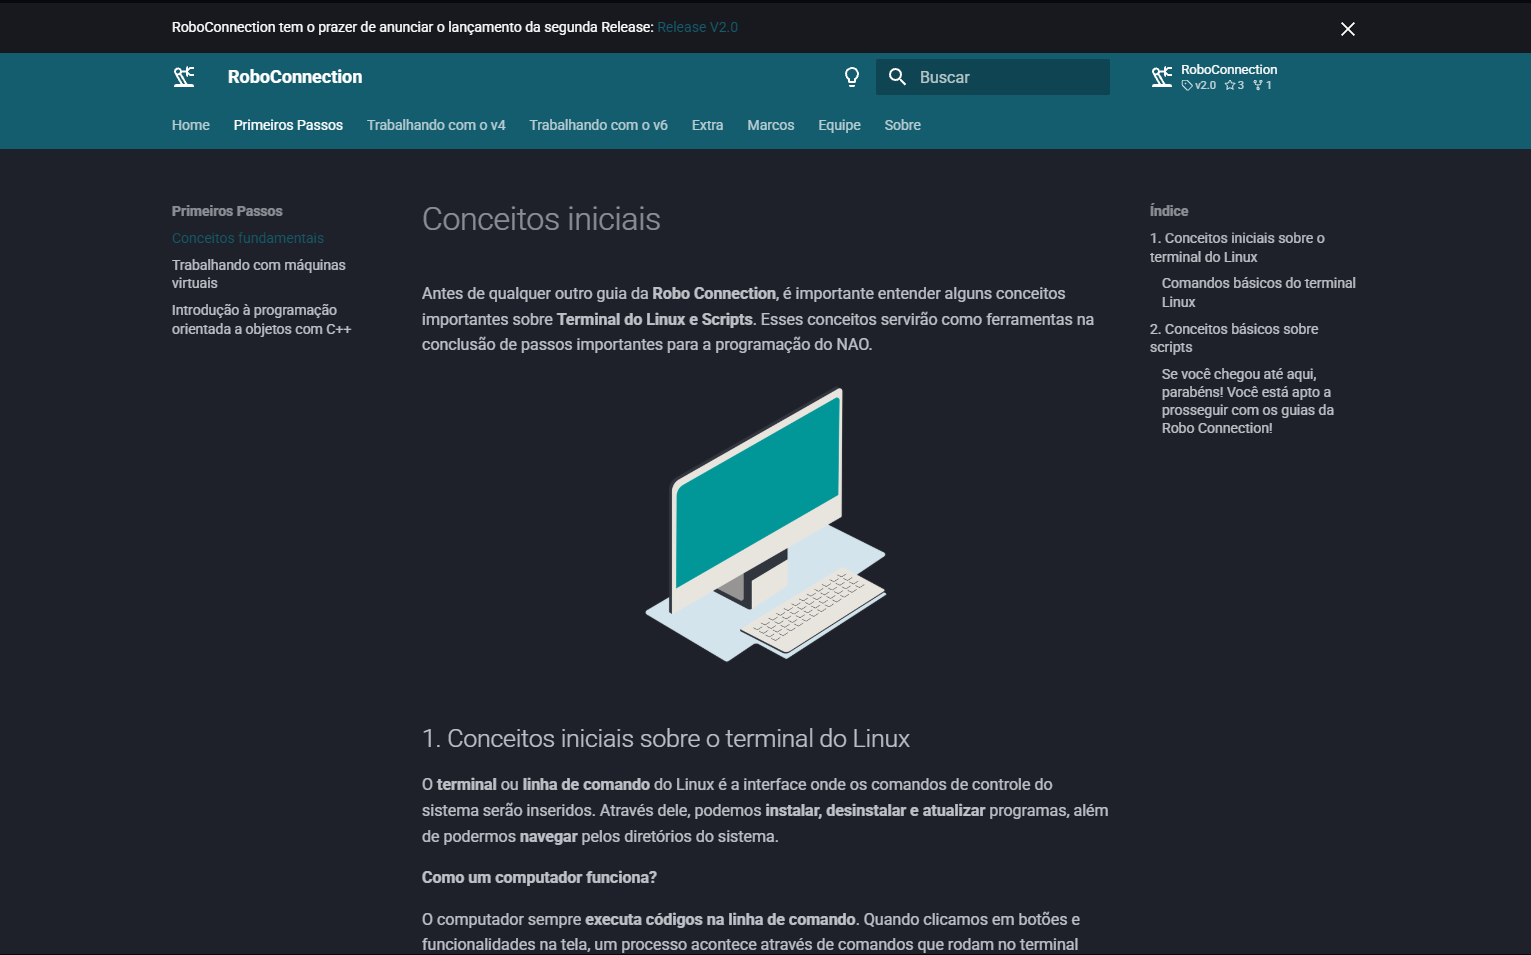 RoboConnection tem o prazer de anunciar o lançamento da segunda Release: Release V2.0
RoboConnection
Buscar
RoboConnection
v2.0 3 1
Home Primeiros Passos Trabalhando com o v4 Trabalhando com o v6 Extra Marcos Equipe Sobre
Primeiros Passos
Conceitos fundamentais
Trabalhando com máquinas
virtuais
Introdução à programação
orientada a objetos com C++
Conceitos iniciais
Antes de qualquer outro guia da Robo Connection, é importante entender alguns conceitos
importantes sobre Terminal do Linux e Scripts. Esses conceitos servirão como ferramentas na
conclusão de passos importantes para a programação do NAO.
1. Conceitos iniciais sobre o terminal do Linux
O terminal ou linha de comando do Linux é a interface onde os comandos de controle do
sistema serão inseridos. Através dele, podemos instalar, desinstalar e atualizar programas, além
de podermos navegar pelos diretórios do sistema.
Como um computador funciona?
O computador sempre executa códigos na linha de comando. Quando clicamos em botões e
funcionalidades na tela, um processo acontece através de comandos que rodam no terminal
Índice
1. Conceitos iniciais sobre o
terminal do Linux
Comandos básicos do terminal
Linux
2. Conceitos básicos sobre
scripts
Se você chegou até aqui,
parabéns! Você está apto a
prosseguir com os guias da
Robo Connection!